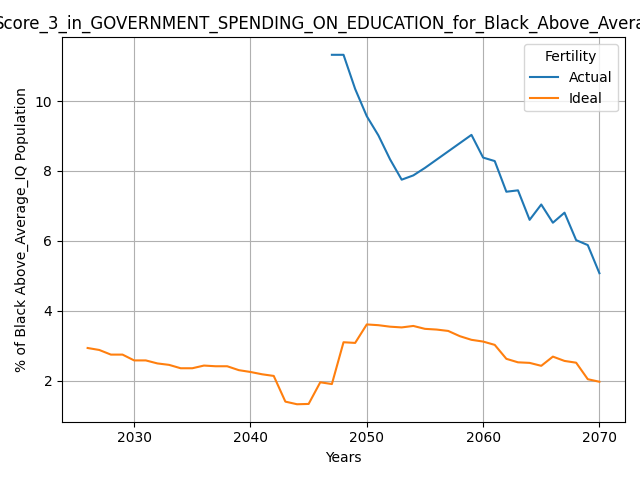 Score_3_in_GOVERNMENT_SPENDING_ON_EDUCATION_for_Black_Above_Avera
% of Black Above_Average_IQ Population
10
8
6
4
2
Fertility
Actual
Ideal
2030 2040 2050 2060 2070
Years